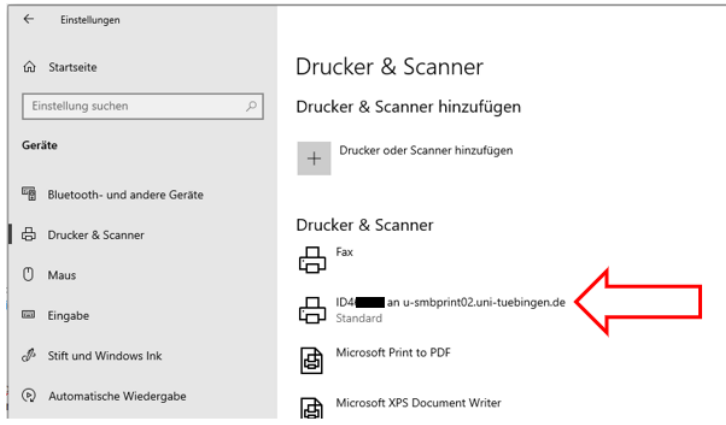 Einstellungen
Startseite
Einstellung suchen
Geräte
Bluetooth- und andere Geräte
Drucker & Scanner
Maus
Eingabe
Stift und Windows Ink
Automatische Wiedergabe
Drucker & Scanner
Drucker & Scanner hinzufügen
Drucker oder Scanner hinzufügen
Drucker & Scanner
Fax
ID4 an u-smbprint02.uni-tuebingen.de
Standard
Microsoft Print to PDF
Microsoft XPS Document Writer